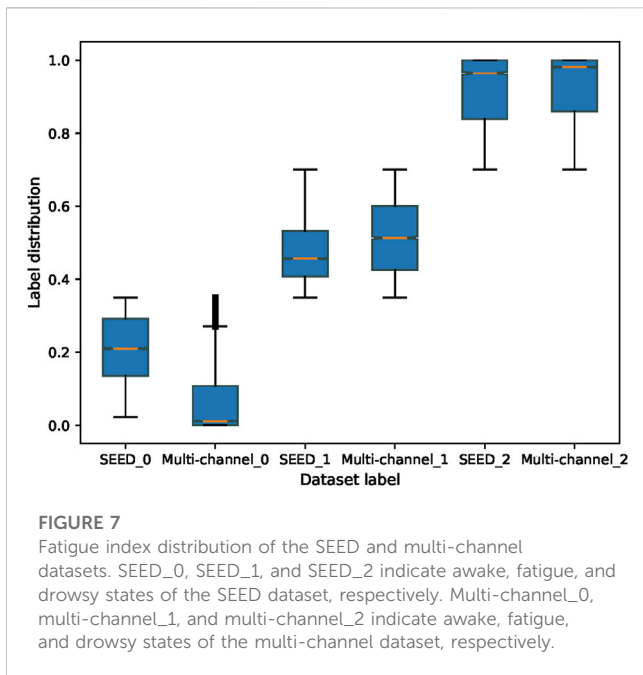 1.0
0.8
0.6
0.4
0.2
0.0
Label distribution
SEED_0 Multi-channel_0 SEED_1 Multi-channel_1 SEED_2 Multi-channel_2
Dataset label
FIGURE 7
Fatigue index distribution of the SEED and multi-channel
datasets. SEED_0, SEED_1, and SEED_2 indicate awake, fatigue, and
drowsy states of the SEED dataset, respectively. Multi-channel_0,
multi-channel_1, and multi-channel_2 indicate awake, fatigue,
and drowsy states of the multi-channel dataset, respectively.